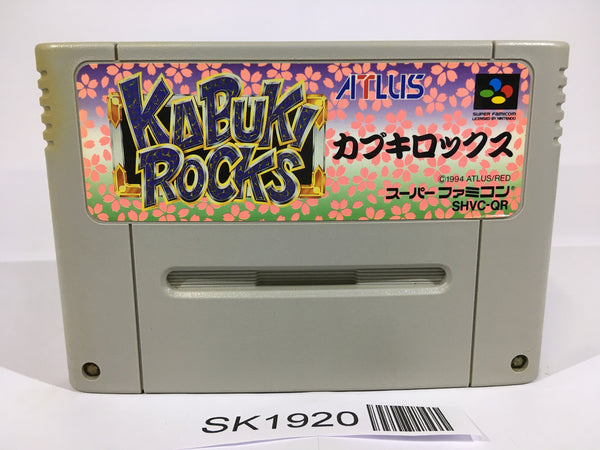 KABUKI
ROCKS
ATLUS
SUPER FAMICOM
LICENSED BY NINTENDO
カブキロックス
©1994 ATLUS/RED
スーパーファミコン®
SHVC-QR
SK1920